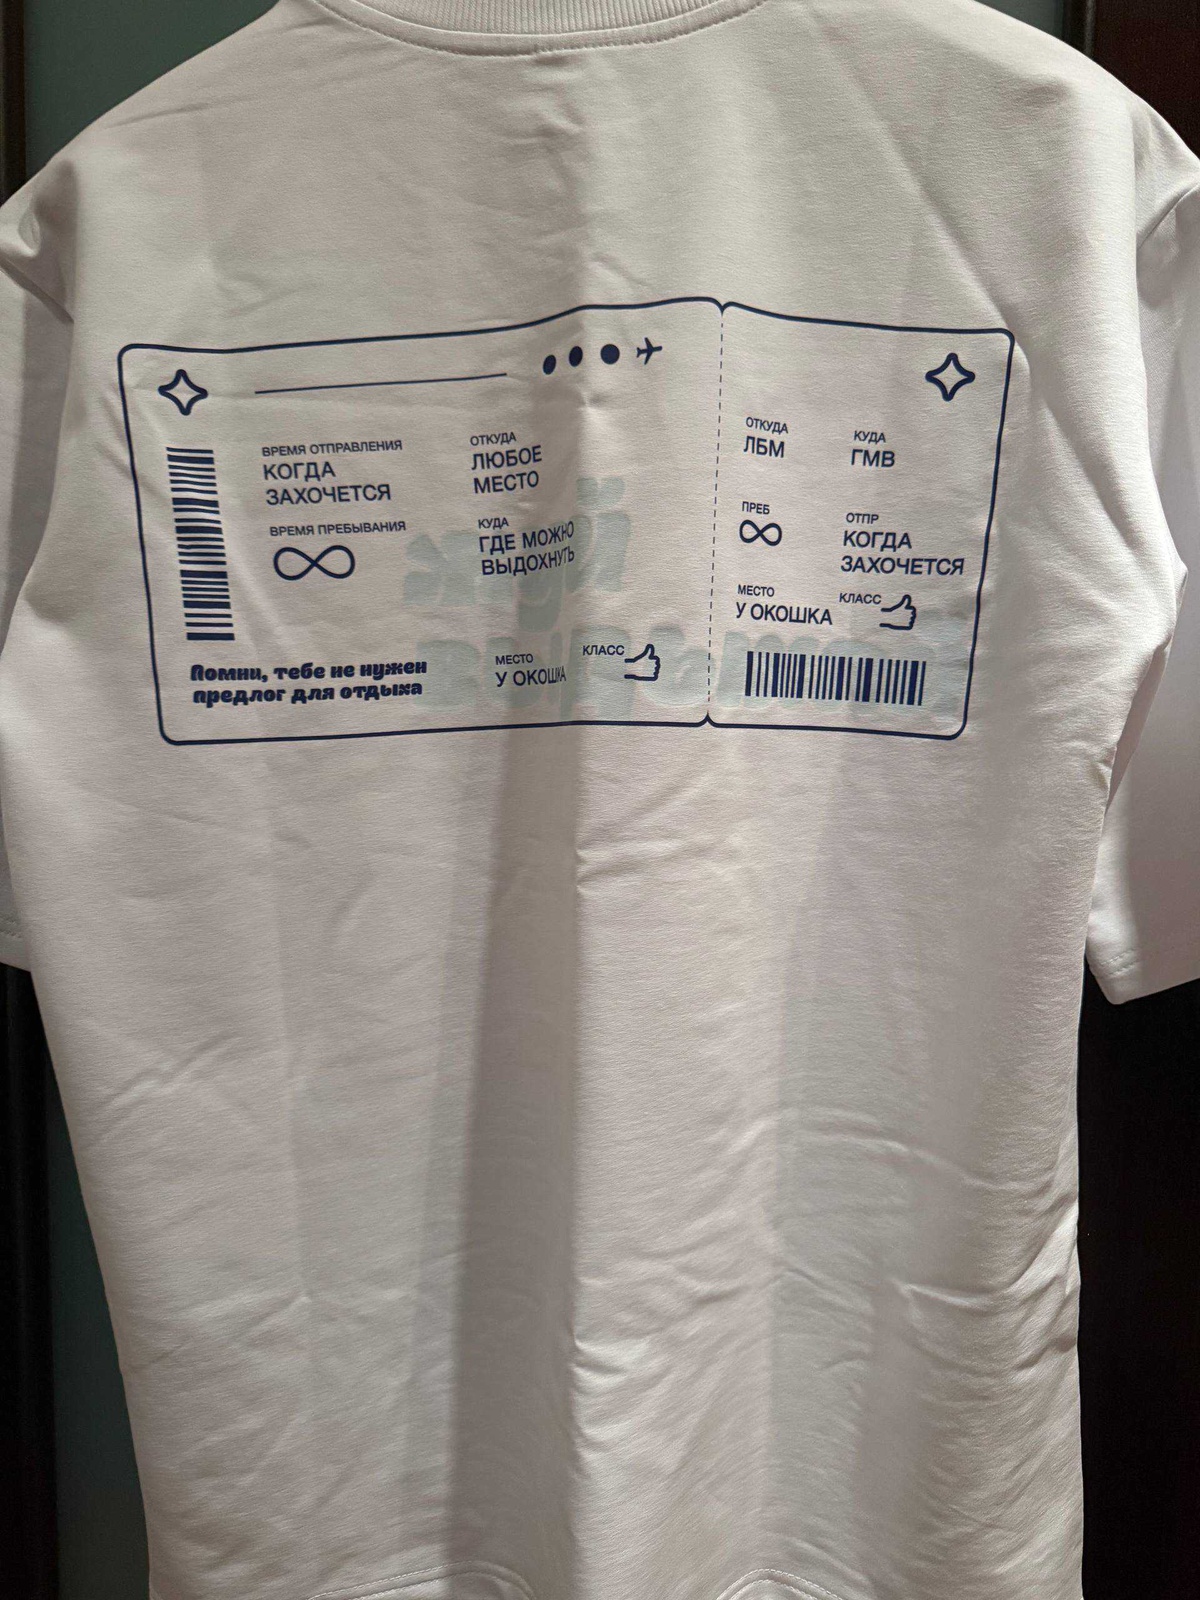 ВРЕМЯ ОТПРАВЛЕНИЯ
КОГДА
ЗАХОЧЕТСЯ
ВРЕМЯ ПРЕБЫВАНИЯ
∞
ОТКУДА
ЛЮБОЕ
МЕСТО
КУДА
ГДЕ МОЖНО
ВЫДОХНУТЬ
Помни, тебе не нужен
предлог для отдыха
МЕСТО
У ОКОШКА
КЛАСС
ОТКУДА
ЛБМ
КУДА
ГМВ
ПРЕБ
∞
ОТПР
КОГДА
ЗАХОЧЕТСЯ
МЕСТО
У ОКОШКА
КЛАСС